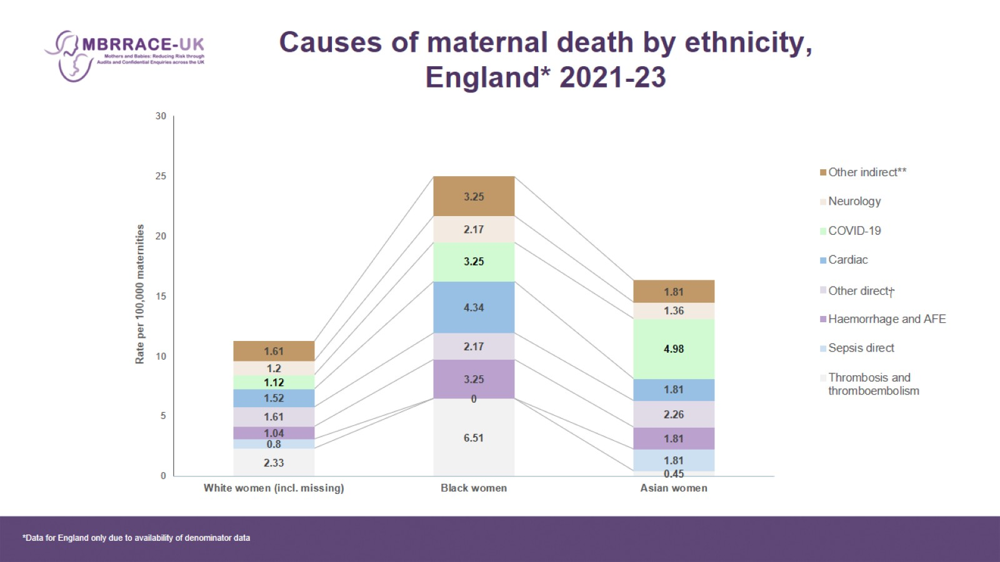 MBRRACE-UK
Mothers and Babies: Reducing Risk through
Audits and Confidential Enquiries across the UK
Causes of maternal death by ethnicity,
England* 2021-23
Rate per 100,000 maternities
30
25
20
15
10
5
0
1.61
1.2
1.12
1.52
1.61
1.04
0.8
2.33
3.25
2.17
3.25
4.34
2.17
3.25
0
6.51
1.81
1.36
4.98
1.81
2.26
1.81
1.81
0.45
White women (incl. missing)
Black women
Asian women
Other indirect**
Neurology
COVID-19
Cardiac
Other direct†
Haemorrhage and AFE
Sepsis direct
Thrombosis and
thromboembolism
*Data for England only due to availability of denominator data